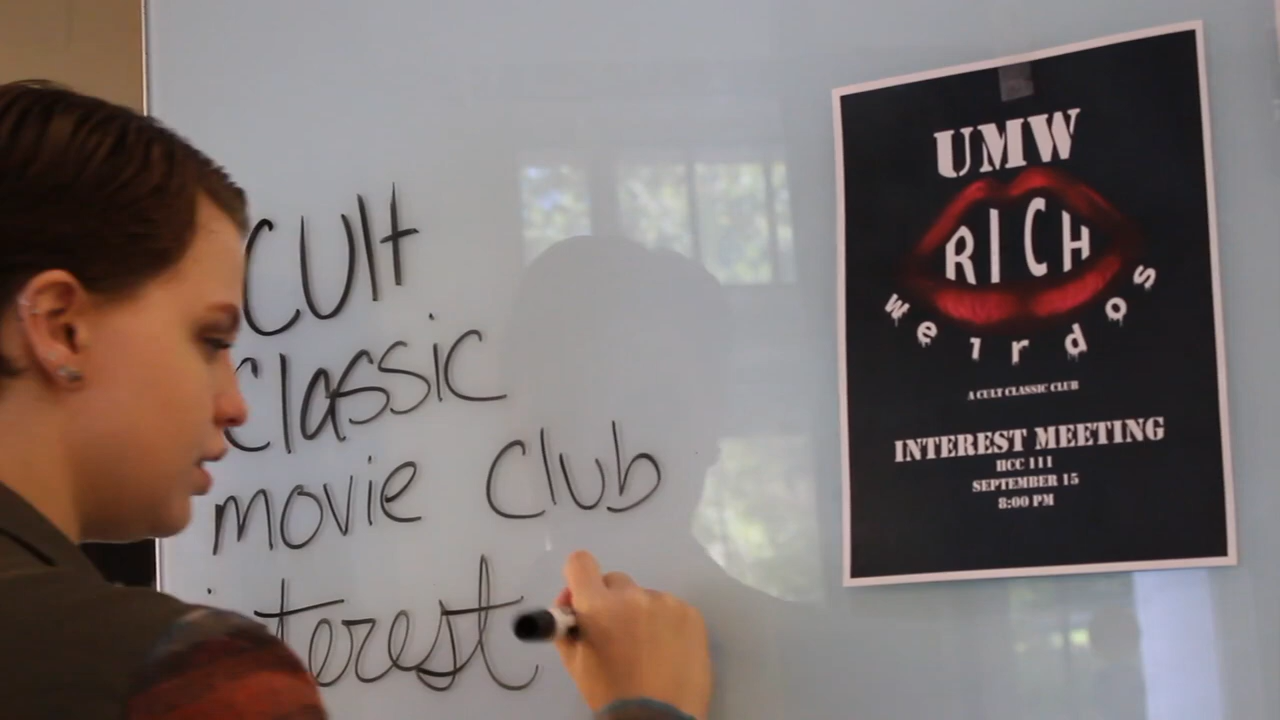 Cult
Classic
movie Club
interest
UMW
RICH
weirdos
A CULT CLASSIC CLUB
INTEREST MEETING
HCC 111
SEPTEMBER 15
8:00 PM